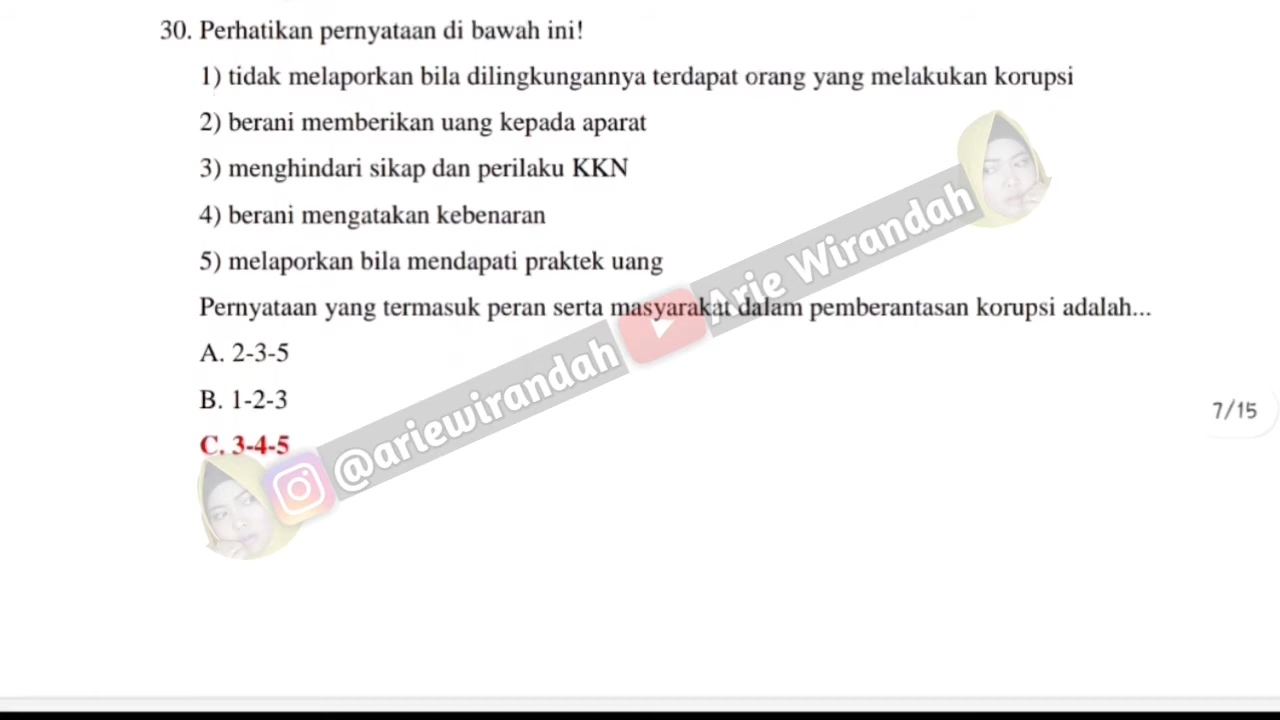 30. Perhatikan pernyataan di bawah ini!
1) tidak melaporkan bila dilingkungannya terdapat orang yang melakukan korupsi
2) berani memberikan uang kepada aparat
3) menghindari sikap dan perilaku KKN
4) berani mengatakan kebenaran
5) melaporkan bila mendapati praktek uang
Pernyataan yang termasuk peran serta masyarakat dalam pemberantasan korupsi adalah...
A. 2-3-5
B. 1-2-3
C. 3-4-5
7/15
@ariewirandah
Arie Wirandah